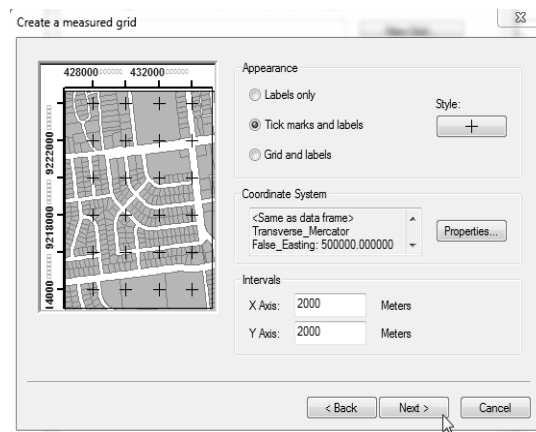 Create a measured grid
428000 432000
9222000
9218000
14000
Appearance
Labels only
Tick marks and labels
Grid and labels
Style:
Coordinate System
<Same as data frame>
Transverse_Mercator
False_Easting: 500000.000000
Properties...
Intervals
X Axis: 2000 Meters
Y Axis: 2000 Meters
< Back Next > Cancel